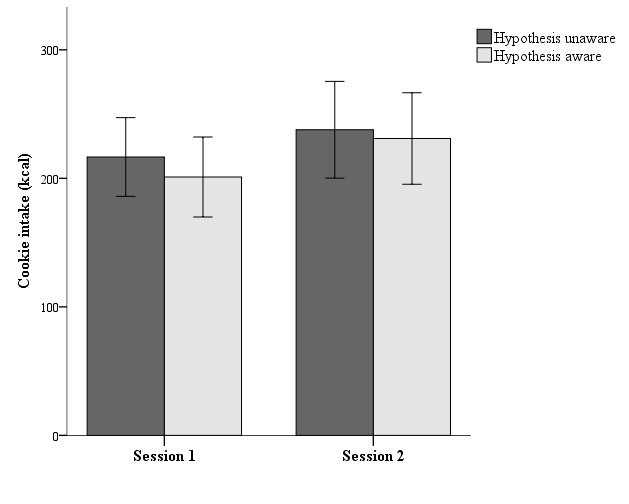 Hypothesis unaware
Hypothesis aware
300
200
100
0
Cookie intake (kcal)
Session 1
Session 2